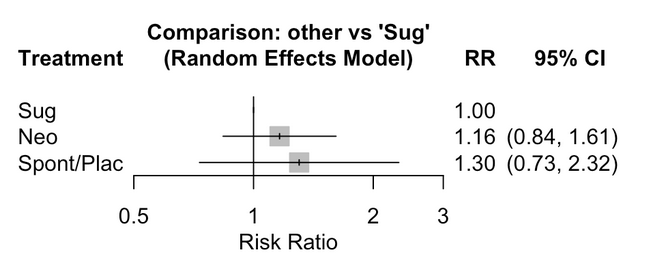 Comparison: other vs 'Sug'
Treatment (Random Effects Model) RR 95% CI
Sug 1.00
Neo 1.16 (0.84, 1.61)
Spont/Plac 1.30 (0.73, 2.32)
0.5 1 2 3
Risk Ratio